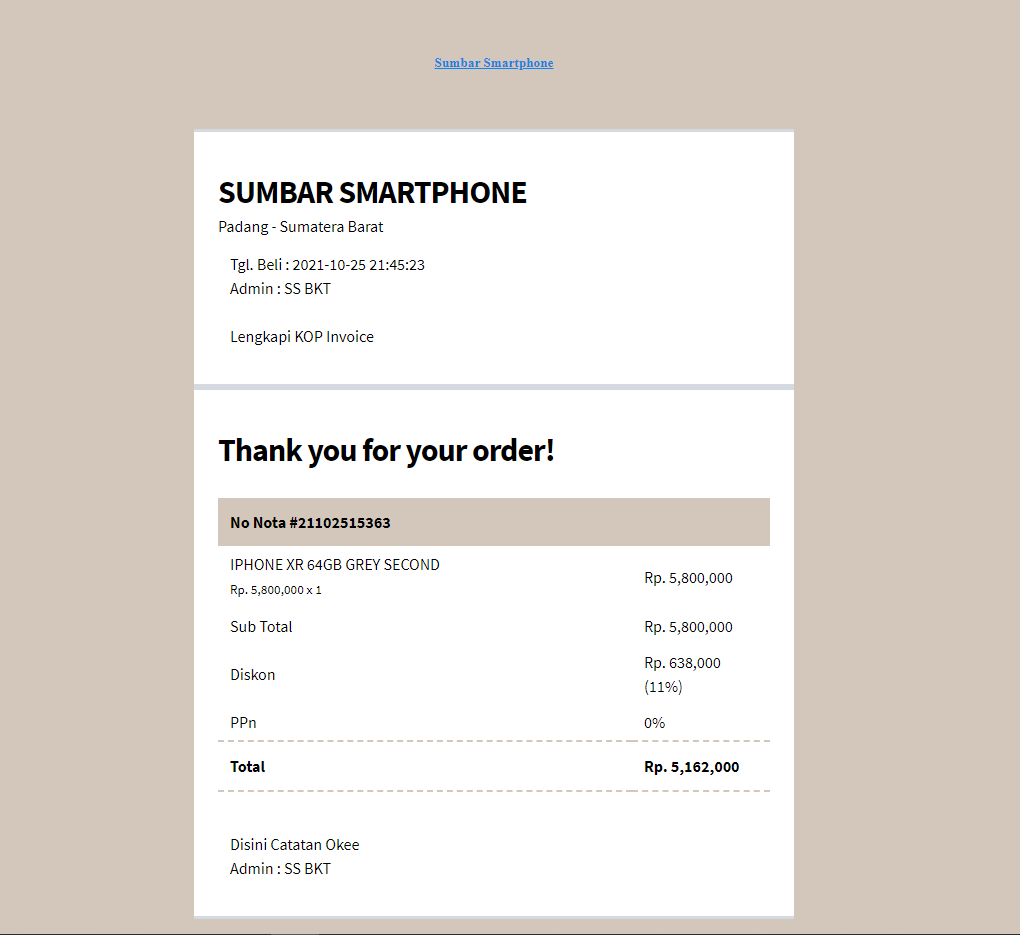 Sumbar Smartphone
SUMBAR SMARTPHONE
Padang - Sumatera Barat
Tgl. Beli : 2021-10-25 21:45:23
Admin : SS BKT
Lengkapi KOP Invoice
Thank you for your order!
No Nota #21102515363
IPHONE XR 64GB GREY SECOND
Rp. 5,800,000 x 1
Rp. 5,800,000
Sub Total
Rp. 5,800,000
Diskon
Rp. 638,000
(11%)
PPn
0%
Total
Rp. 5,162,000
Disini Catatan Okee
Admin : SS BKT